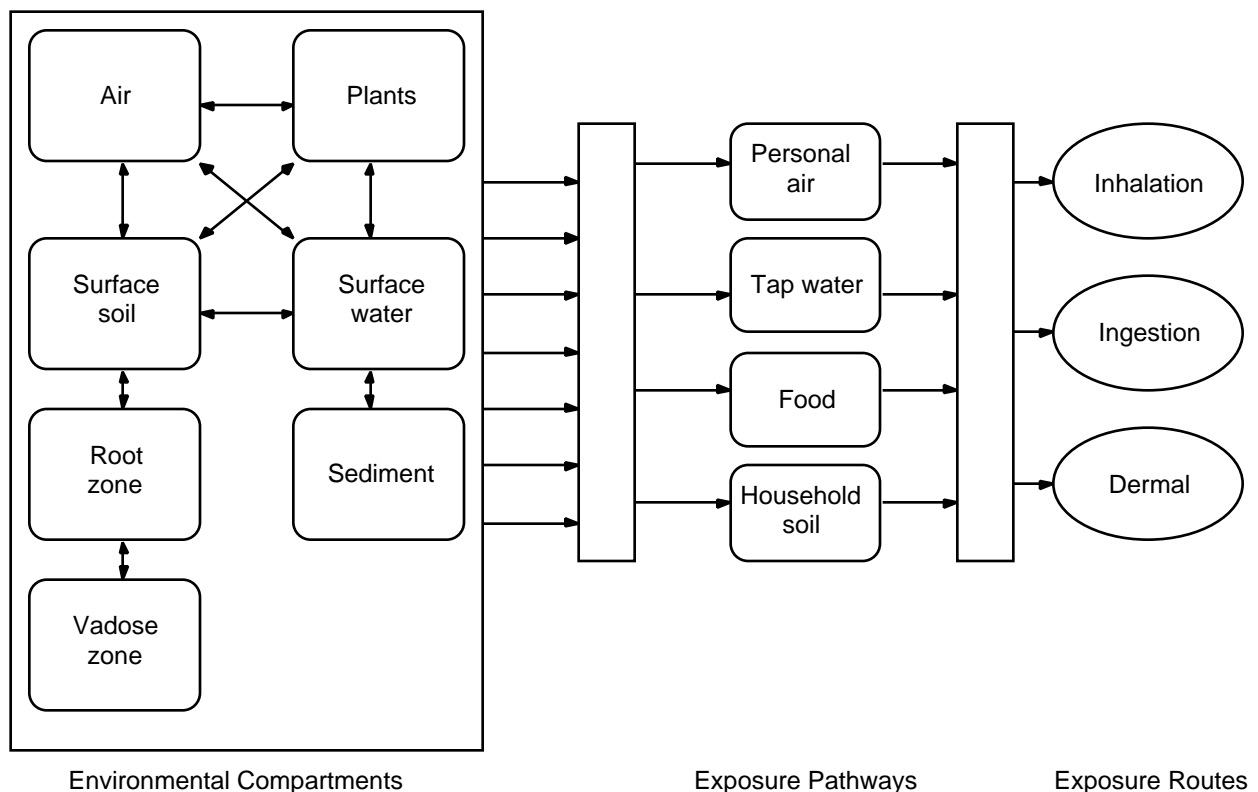 Air
Plants
Surface
soil
Surface
water
Root
zone
Sediment
Vadose
zone
Environmental Compartments
Personal
air
Tap water
Food
Household
soil
Exposure Pathways
Inhalation
Ingestion
Dermal
Exposure Routes